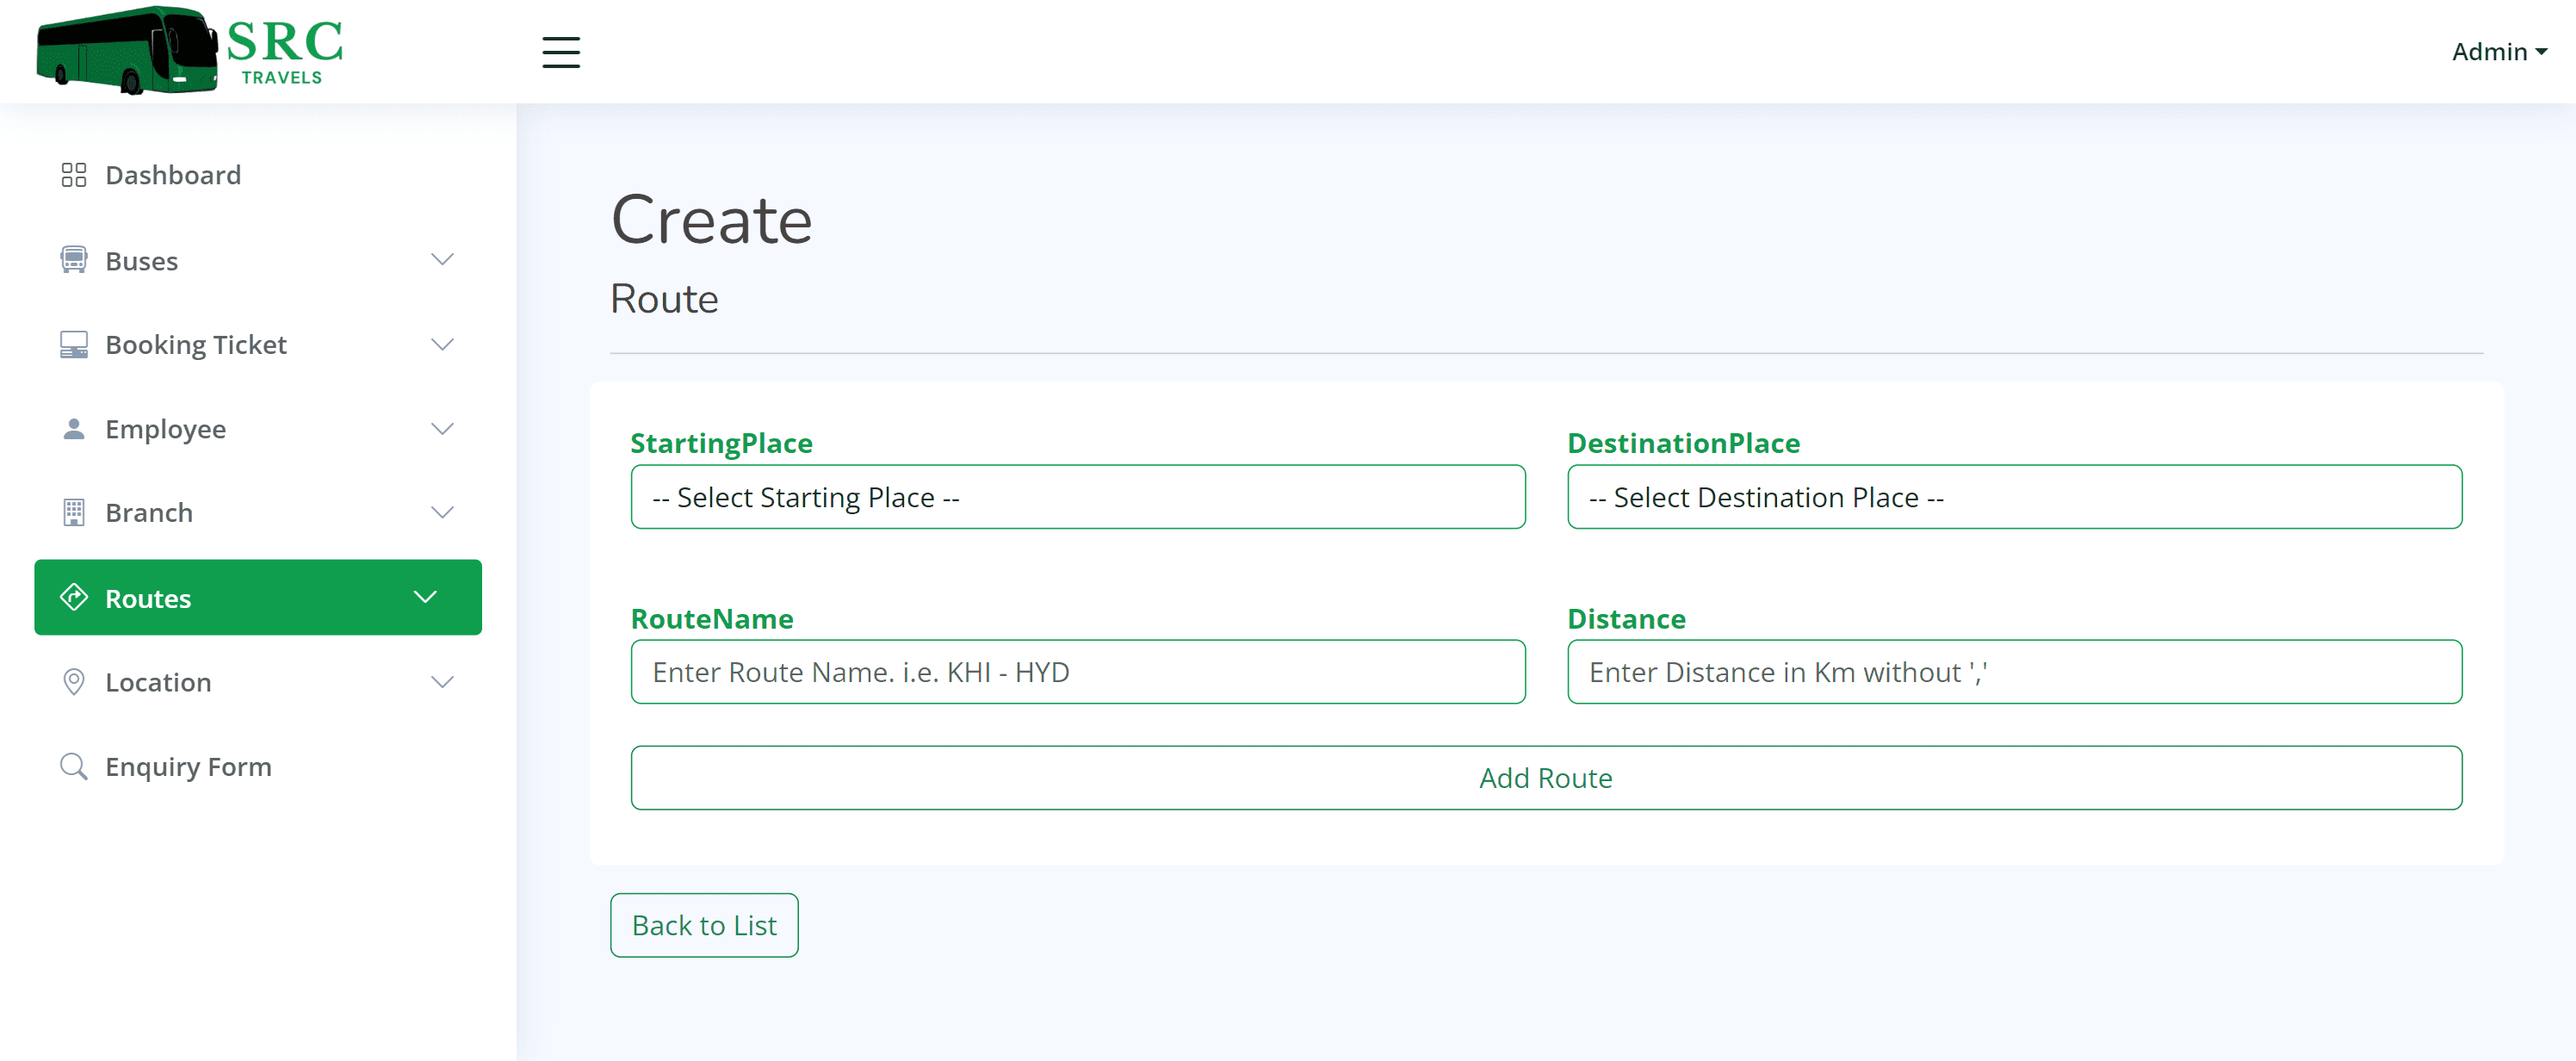 SRC
TRAVELS
Admin
Dashboard
Buses
Booking Ticket
Employee
Branch
Routes
Location
Enquiry Form
Create
Route
StartingPlace
-- Select Starting Place --
DestinationPlace
-- Select Destination Place --
RouteName
Enter Route Name. i.e. KHI - HYD
Distance
Enter Distance in Km without ','
Add Route
Back to List